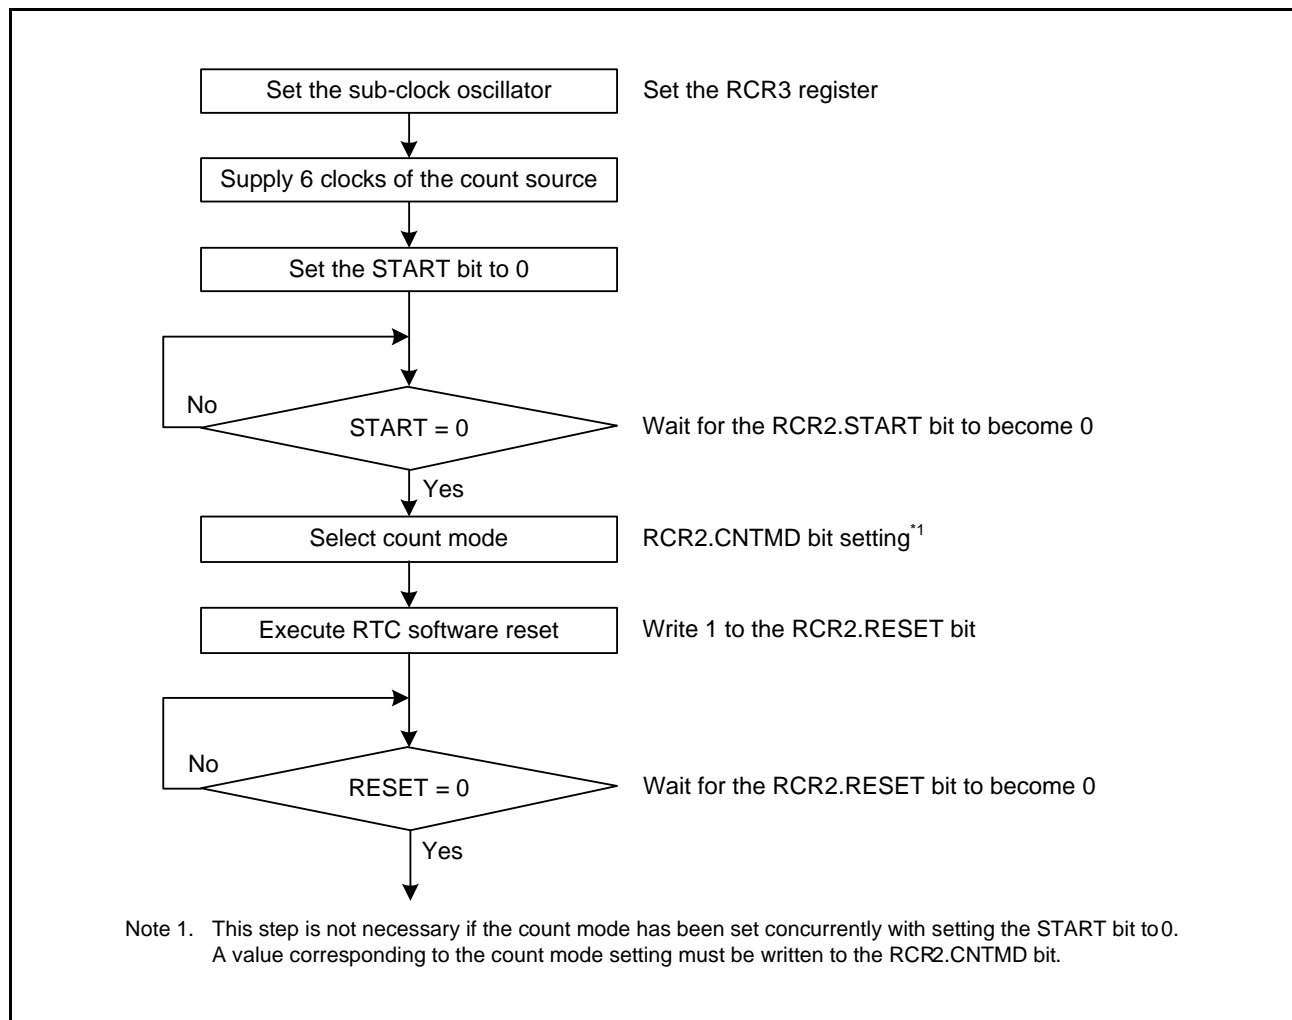 Set the sub-clock oscillator Set the RCR3 register
Supply 6 clocks of the count source
Set the START bit to 0
No
START = 0 Wait for the RCR2.START bit to become 0
Yes
Select count mode RCR2.CNTMD bit setting*1
Execute RTC software reset Write 1 to the RCR2.RESET bit
No
RESET = 0 Wait for the RCR2.RESET bit to become 0
Yes
Note 1. This step is not necessary if the count mode has been set concurrently with setting the START bit to 0.
A value corresponding to the count mode setting must be written to the RCR2.CNTMD bit.